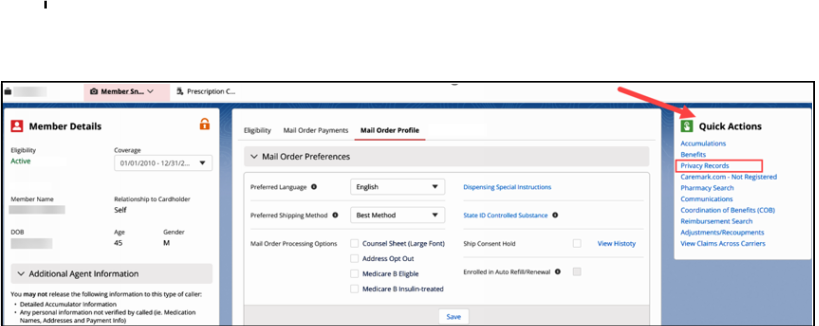 Member Sn...
Prescription C...
Member Details
Eligibility
Active
Coverage
01/01/2010 - 12/31/2...
Member Name
Relationship to Cardholder
Self
DOB
Age
45
Gender
M
Additional Agent Information
You may not release the following information to this type of caller:
• Detailed Accumulator Information
• Any personal information not verified by called (ie. Medication
Names, Addresses and Payment Info)
Eligibility
Mail Order Payments
Mail Order Profile
Mail Order Preferences
Preferred Language
English
Dispensing Special Instructions
Preferred Shipping Method
Best Method
State ID Controlled Substance
Mail Order Processing Options
Counsel Sheet (Large Font)
Address Opt Out
Medicare B Eligble
Medicare B Insulin-treated
Ship Consent Hold
View Histoty
Enrolled in Auto Refill/Renewal
Save
Quick Actions
Accumulations
Benefits
Privacy Records
Caremark.com - Not Registered
Pharmacy Search
Communications
Coordination of Benefits (COB)
Reimbursement Search
Adjustments/Recoupments
View Claims Across Carriers